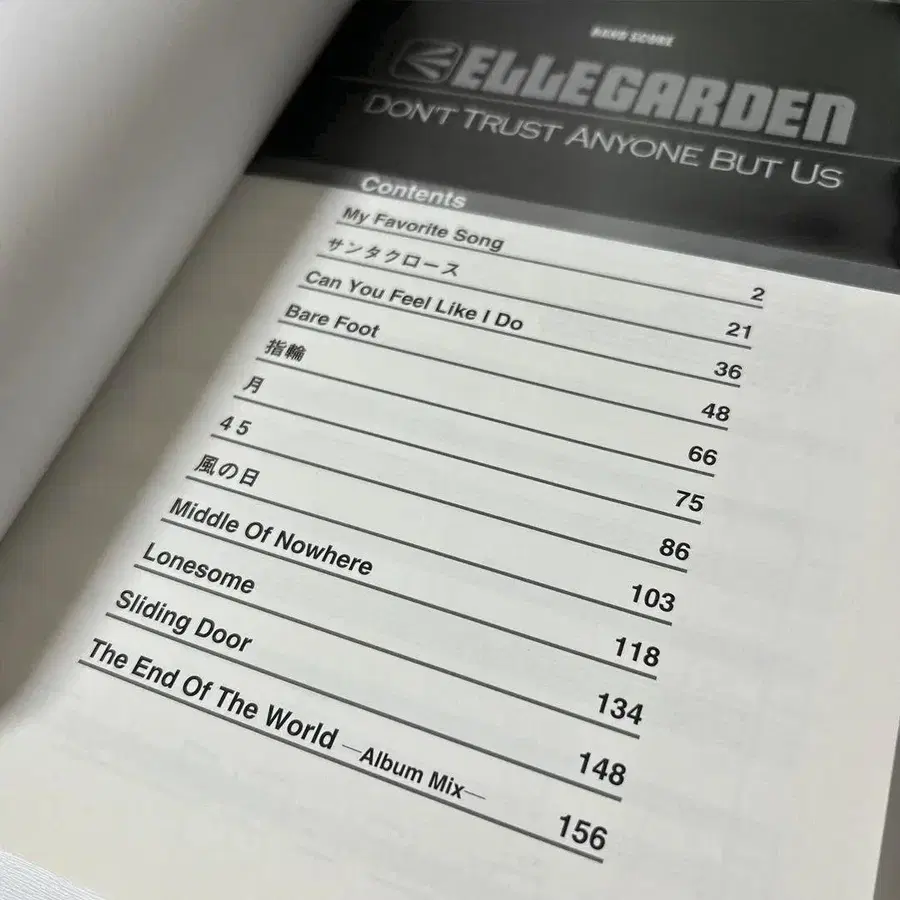 BAND SCORE
ELLEGARDEN
DON'T TRUST ANYONE BUT US
Contents
My Favorite Song 2
サンタクロース 21
Can You Feel Like I Do 36
Bare Foot 48
指輪 66
月 75
４５ 86
風の日 103
Middle Of Nowhere 118
Lonesome 134
Sliding Door 148
The End Of The World —Album Mix— 156